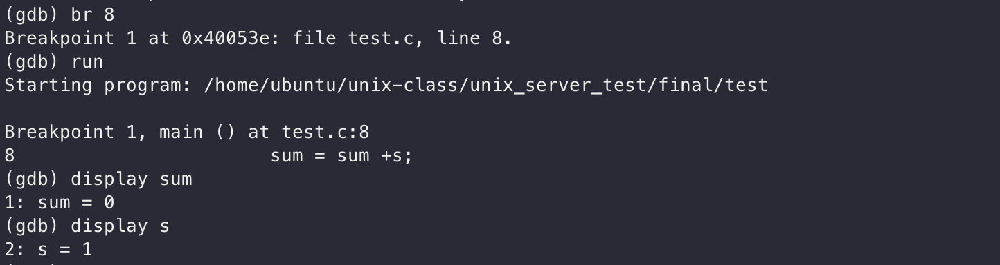 (gdb) br 8
Breakpoint 1 at 0x40053e: file test.c, line 8.
(gdb) run
Starting program: /home/ubuntu/unix-class/unix_server_test/final/test
Breakpoint 1, main () at test.c:8
8                       sum = sum +s;
(gdb) display sum
1: sum = 0
(gdb) display s
2: s = 1